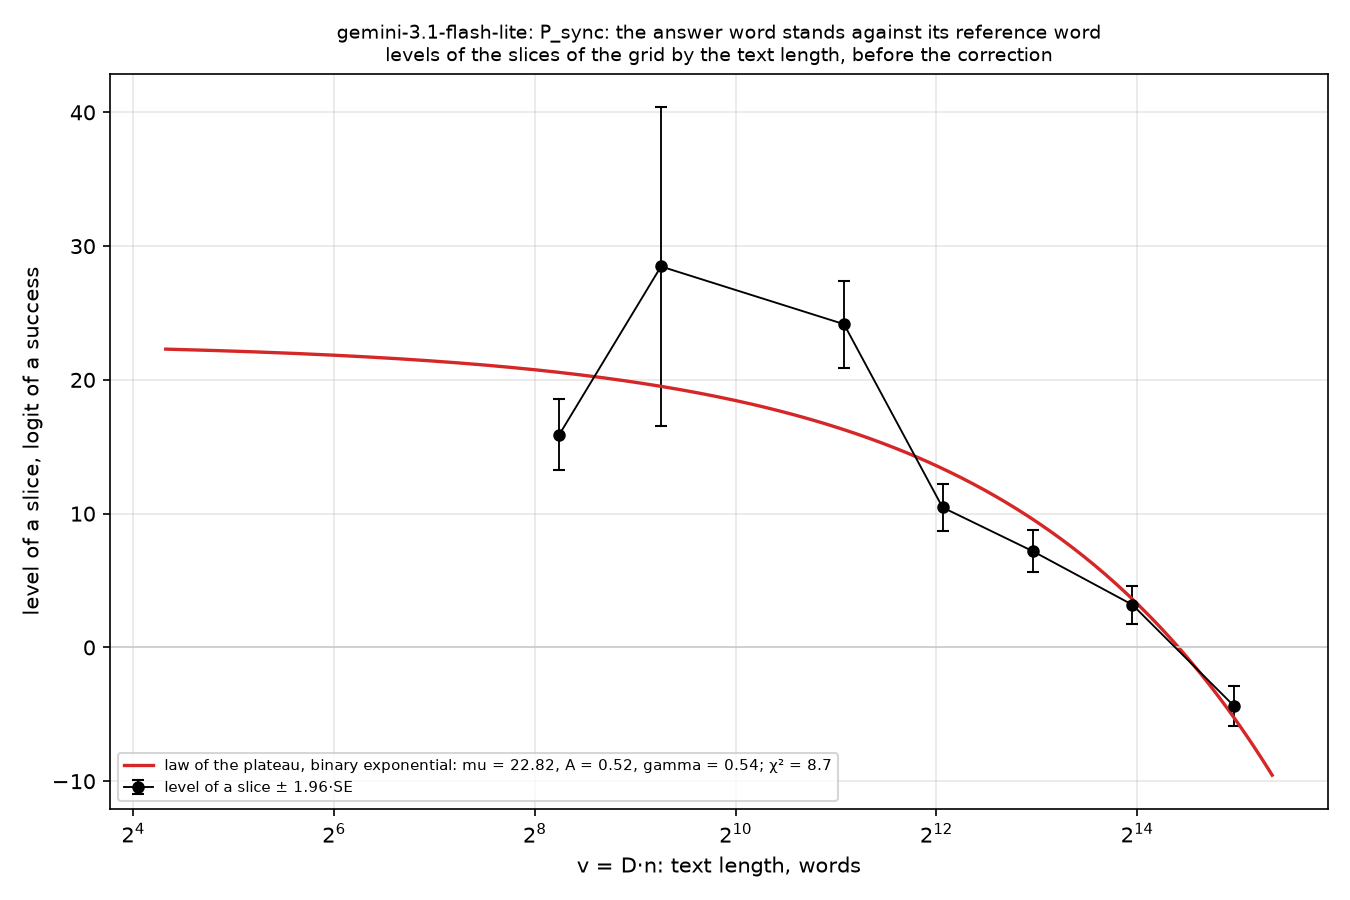 gemini-3.1-flash-lite: P_sync: the answer word stands against its reference word
levels of the slices of the grid by the text length, before the correction
level of a slice, logit of a success
40
30
20
10
0
−10
law of the plateau, binary exponential: mu = 22.82, A = 0.52, gamma = 0.54; χ² = 8.7
level of a slice ± 1.96·SE
2⁴ 2⁶ 2⁸ 2¹⁰ 2¹² 2¹⁴
v = D·n: text length, words